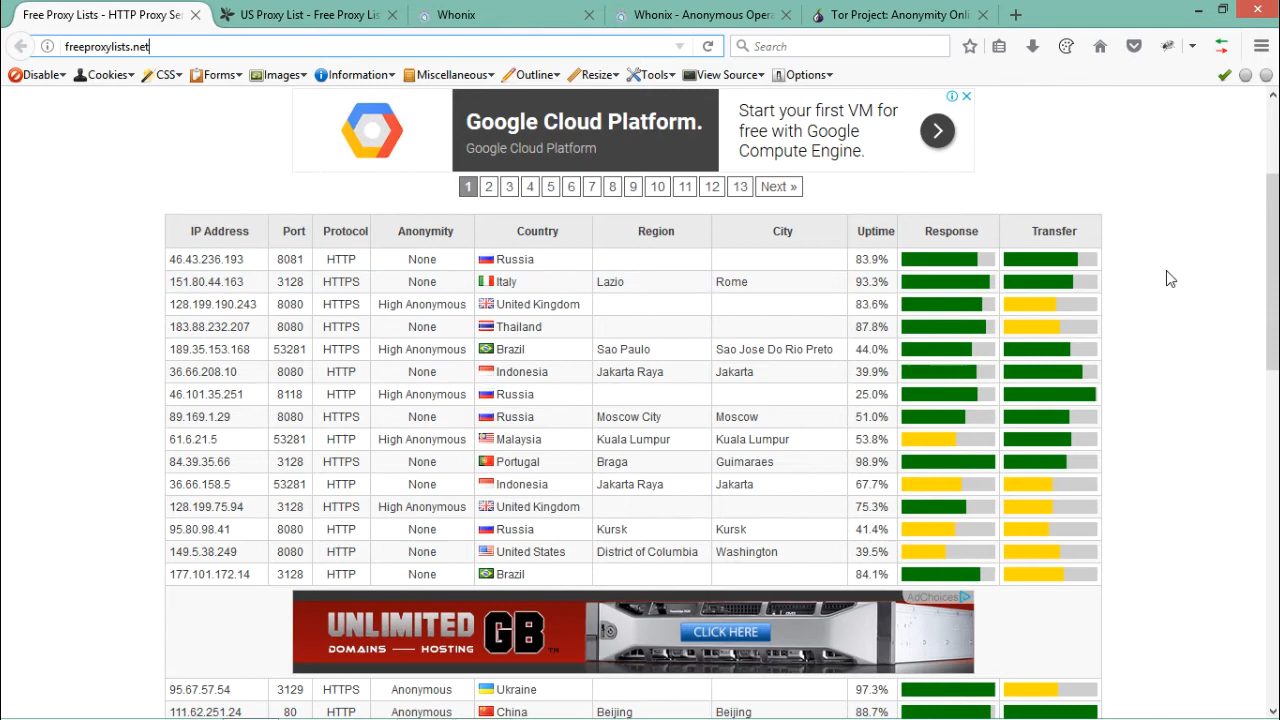 Free Proxy Lists - HTTP Proxy Se
US Proxy List - Free Proxy Lis
Whonix
Whonix - Anonymous Oper
Tor Project: Anonymity Onli
freeproxylists.net
Search
Disable Cookies CSS Forms Images Information Miscellaneous Outline Resize Tools View Source Options
Google Cloud Platform.
Google Cloud Platform
Start your first VM for
free with Google
Compute Engine.
1 2 3 4 5 6 7 8 9 10 11 12 13 Next »
IP Address Port Protocol Anonymity Country Region City Uptime Response Transfer
46.43.236.193 8081 HTTP None Russia 83.9%
151.80.44.163 3128 HTTPS None Italy Lazio Rome 93.3%
128.199.190.243 8080 HTTPS High Anonymous United Kingdom 83.6%
183.88.232.207 8080 HTTPS None Thailand 87.8%
189.35.153.168 53281 HTTPS High Anonymous Brazil Sao Paulo Sao Jose Do Rio Preto 44.0%
36.66.208.10 8080 HTTP None Indonesia Jakarta Raya Jakarta 39.9%
46.101.35.251 8118 HTTP High Anonymous Russia 25.0%
89.169.1.29 8080 HTTPS None Russia Moscow City Moscow 51.0%
61.6.21.5 53281 HTTP High Anonymous Malaysia Kuala Lumpur Kuala Lumpur 53.8%
84.39.35.66 3128 HTTPS None Portugal Braga Guimaraes 98.9%
36.66.158.5 53281 HTTP None Indonesia Jakarta Raya Jakarta 67.7%
128.199.75.94 3128 HTTPS High Anonymous United Kingdom 75.3%
95.80.98.41 8080 HTTP None Russia Kursk Kursk 41.4%
149.5.38.249 8080 HTTP None United States District of Columbia Washington 39.5%
177.101.172.14 3128 HTTP None Brazil 84.1%
AdChoices
UNLIMITED GB
DOMAINS HOSTING
CLICK HERE
95.67.57.54 3129 HTTPS Anonymous Ukraine 97.3%
111.62.251.24 80 HTTP None China Beijing Beijing 88.7%